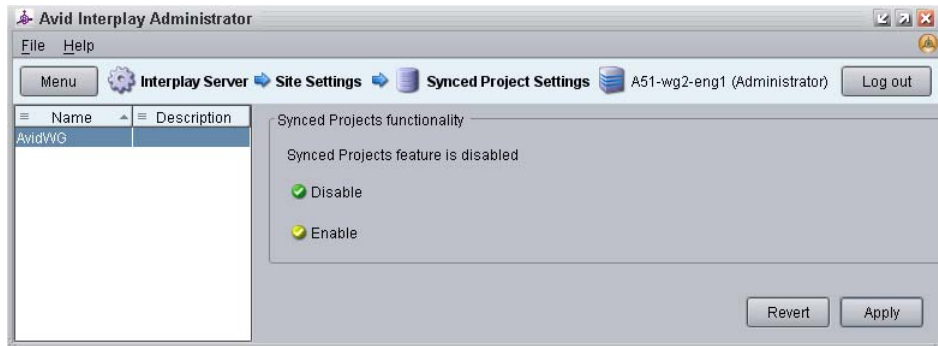 Avid Interplay Administrator
File Help
Menu Interplay Server Site Settings Synced Project Settings A51-wg2-eng1 (Administrator) Log out
Name Description
AvidWG
Synced Projects functionality
Synced Projects feature is disabled
Disable
Enable
Revert Apply